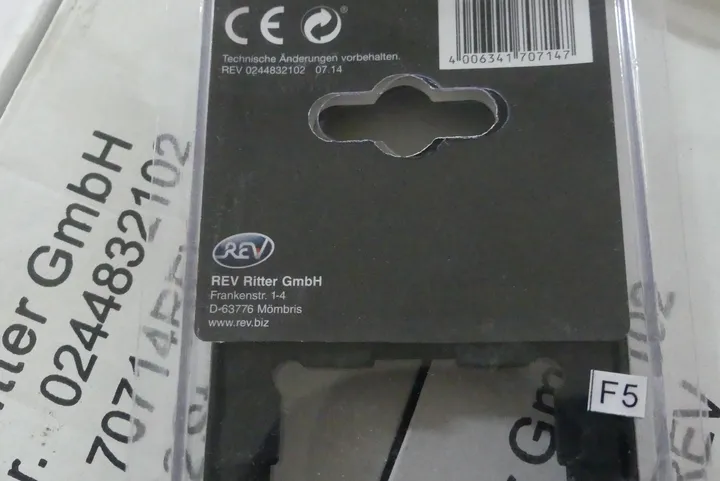 CE
4 006341 707147
Technische Änderungen vorbehalten.
REV 0244832102 07.14
REV
REV Ritter GmbH
Frankenstr. 1-4
D-63776 Mömbris
www.rev.biz
F5
GmbH
0244832102